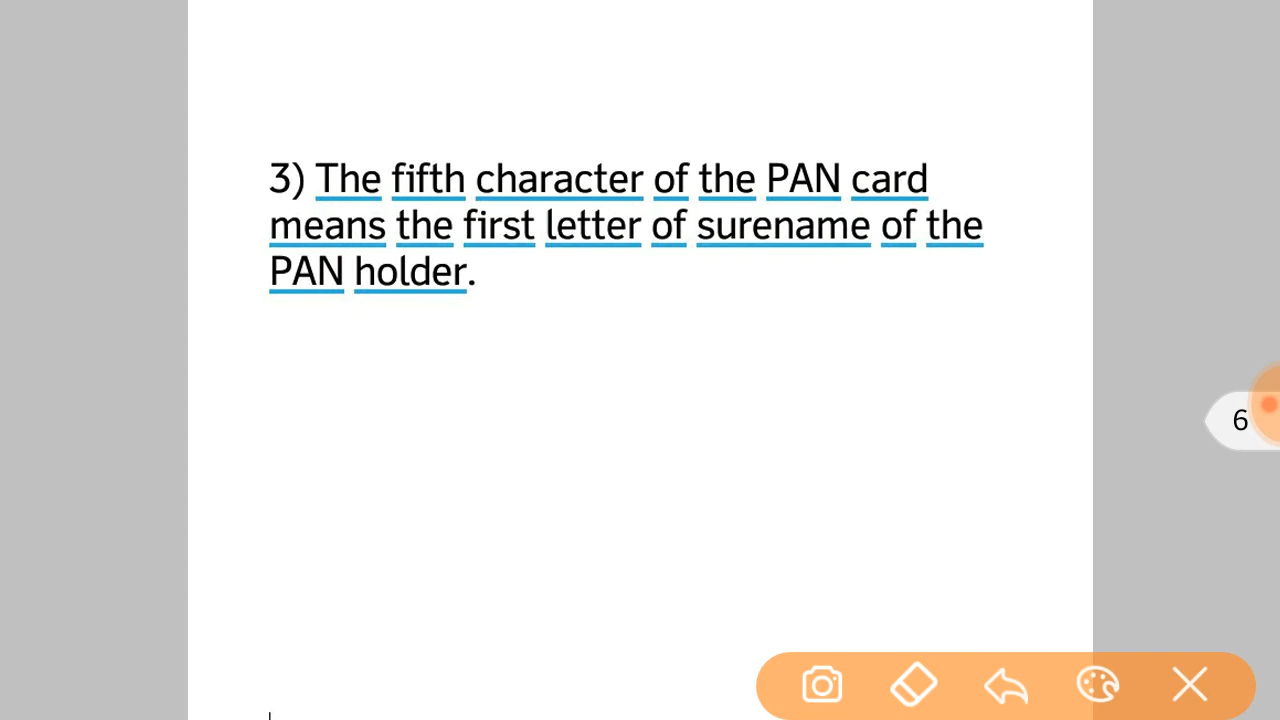 3) The fifth character of the PAN card
means the first letter of surename of the
PAN holder.
6